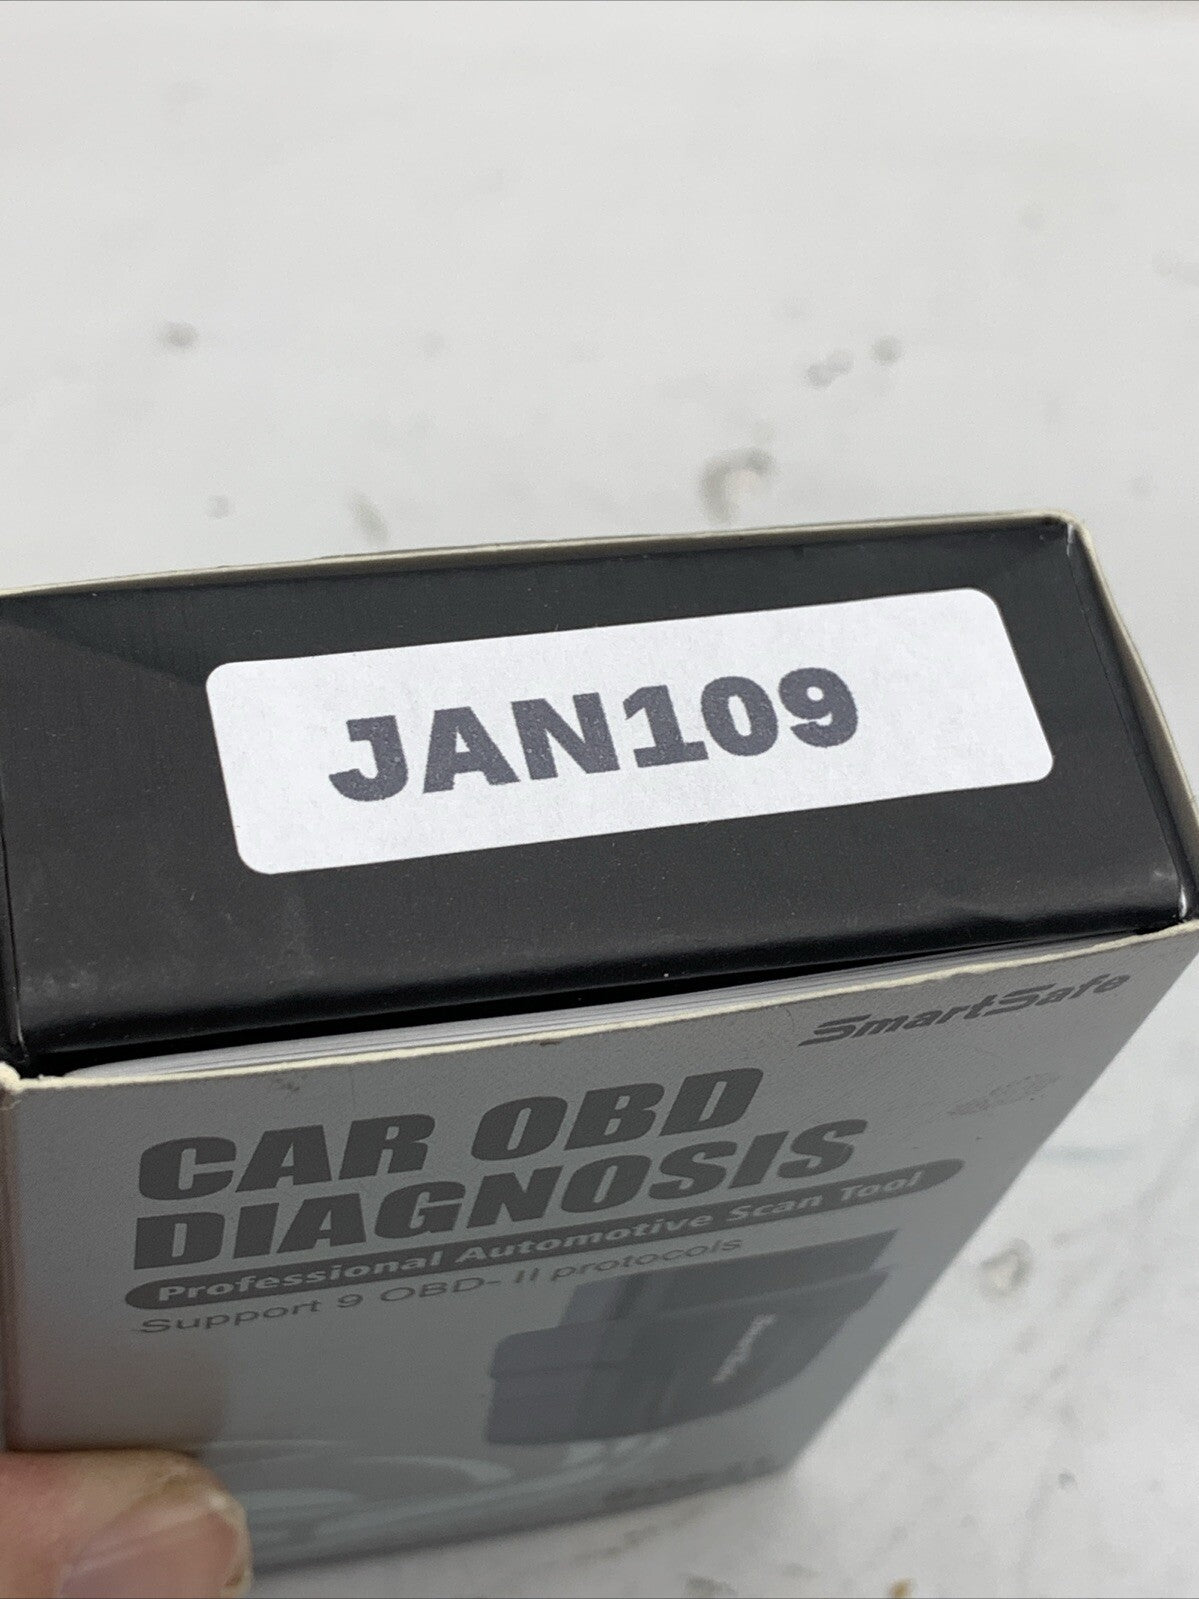 JAN109
SmartSafe
CAR OBD
DIAGNOSIS
Professional Automotive Scan Tool
Support 9 OBD-II protocols